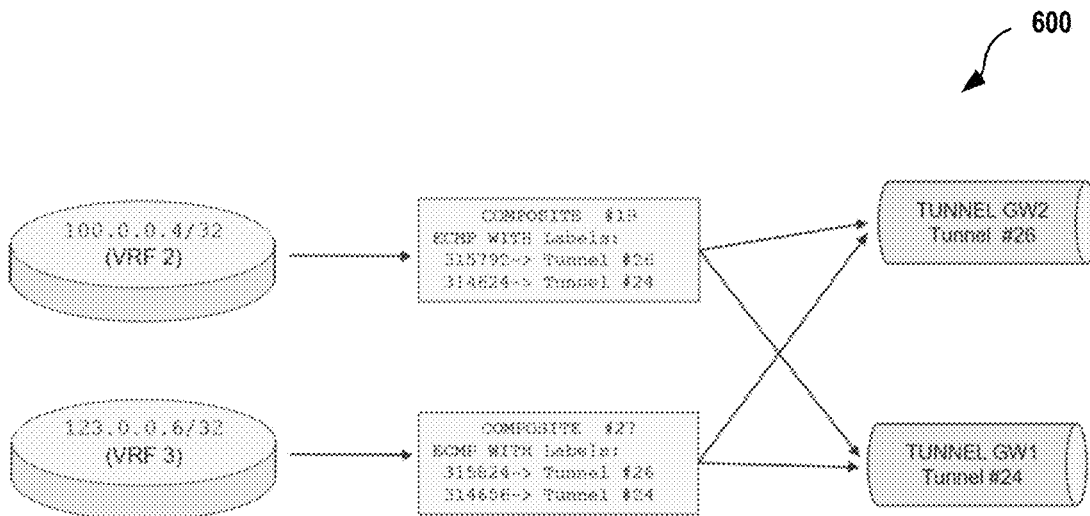 600
100.0.0.4/32
(VRF 2)
COMPOSITE
ECMP WITH Labels:
315792-> Tunnel #26
314624-> Tunnel #24
TUNNEL GW2
Tunnel #26
123.0.0.6/32
(VRF 3)
COMPOSITE #27
ECMP WITH Labels:
315824-> Tunnel #26
314656-> Tunnel #24
TUNNEL GW1
Tunnel #24